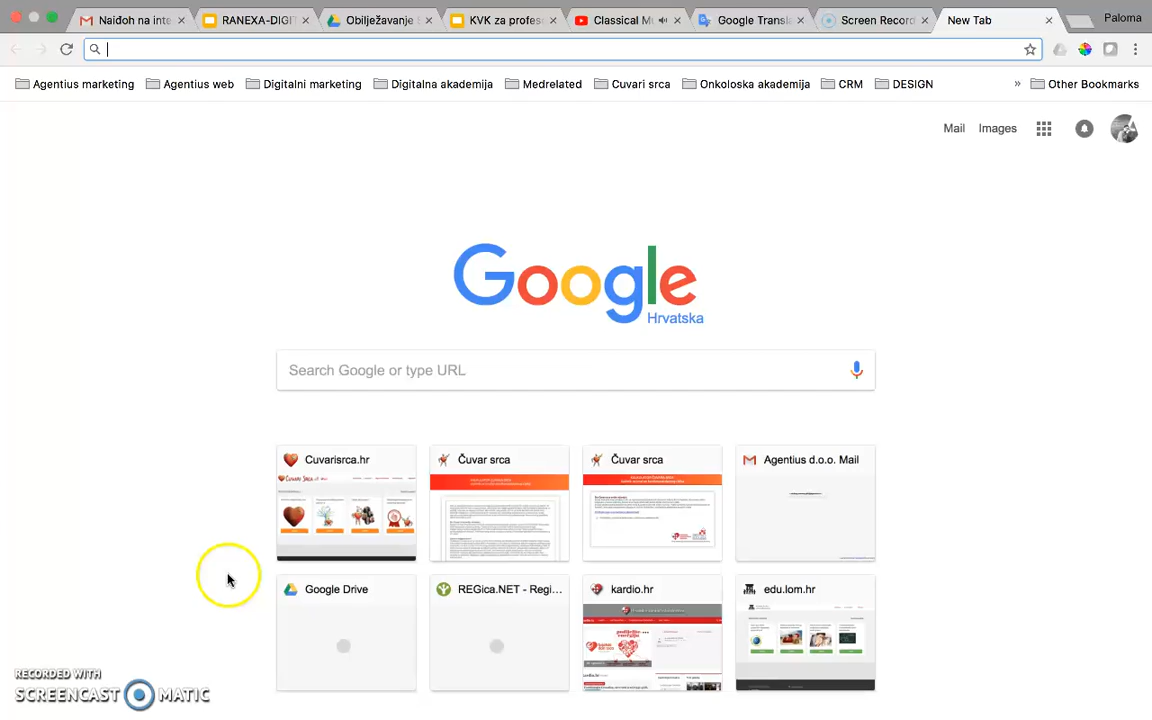 Naiđoh na inte
RANEXA-DIGIT
Obilježavanje
KVK za profes
Classical M
Google Transla
Screen Record
New Tab
Paloma
Agentius marketing
Agentius web
Digitalni marketing
Digitalna akademija
Medrelated
Cuvari srca
Onkoloska akademija
CRM
DESIGN
»
Other Bookmarks
Mail
Images
Google
Hrvatska
Search Google or type URL
Cuvarisrca.hr
Čuvar srca
Čuvar srca
Agentius d.o.o. Mail
Google Drive
REGica.NET - Regi...
kardio.hr
edu.lom.hr
RECORDED WITH
SCREENCAST MATIC